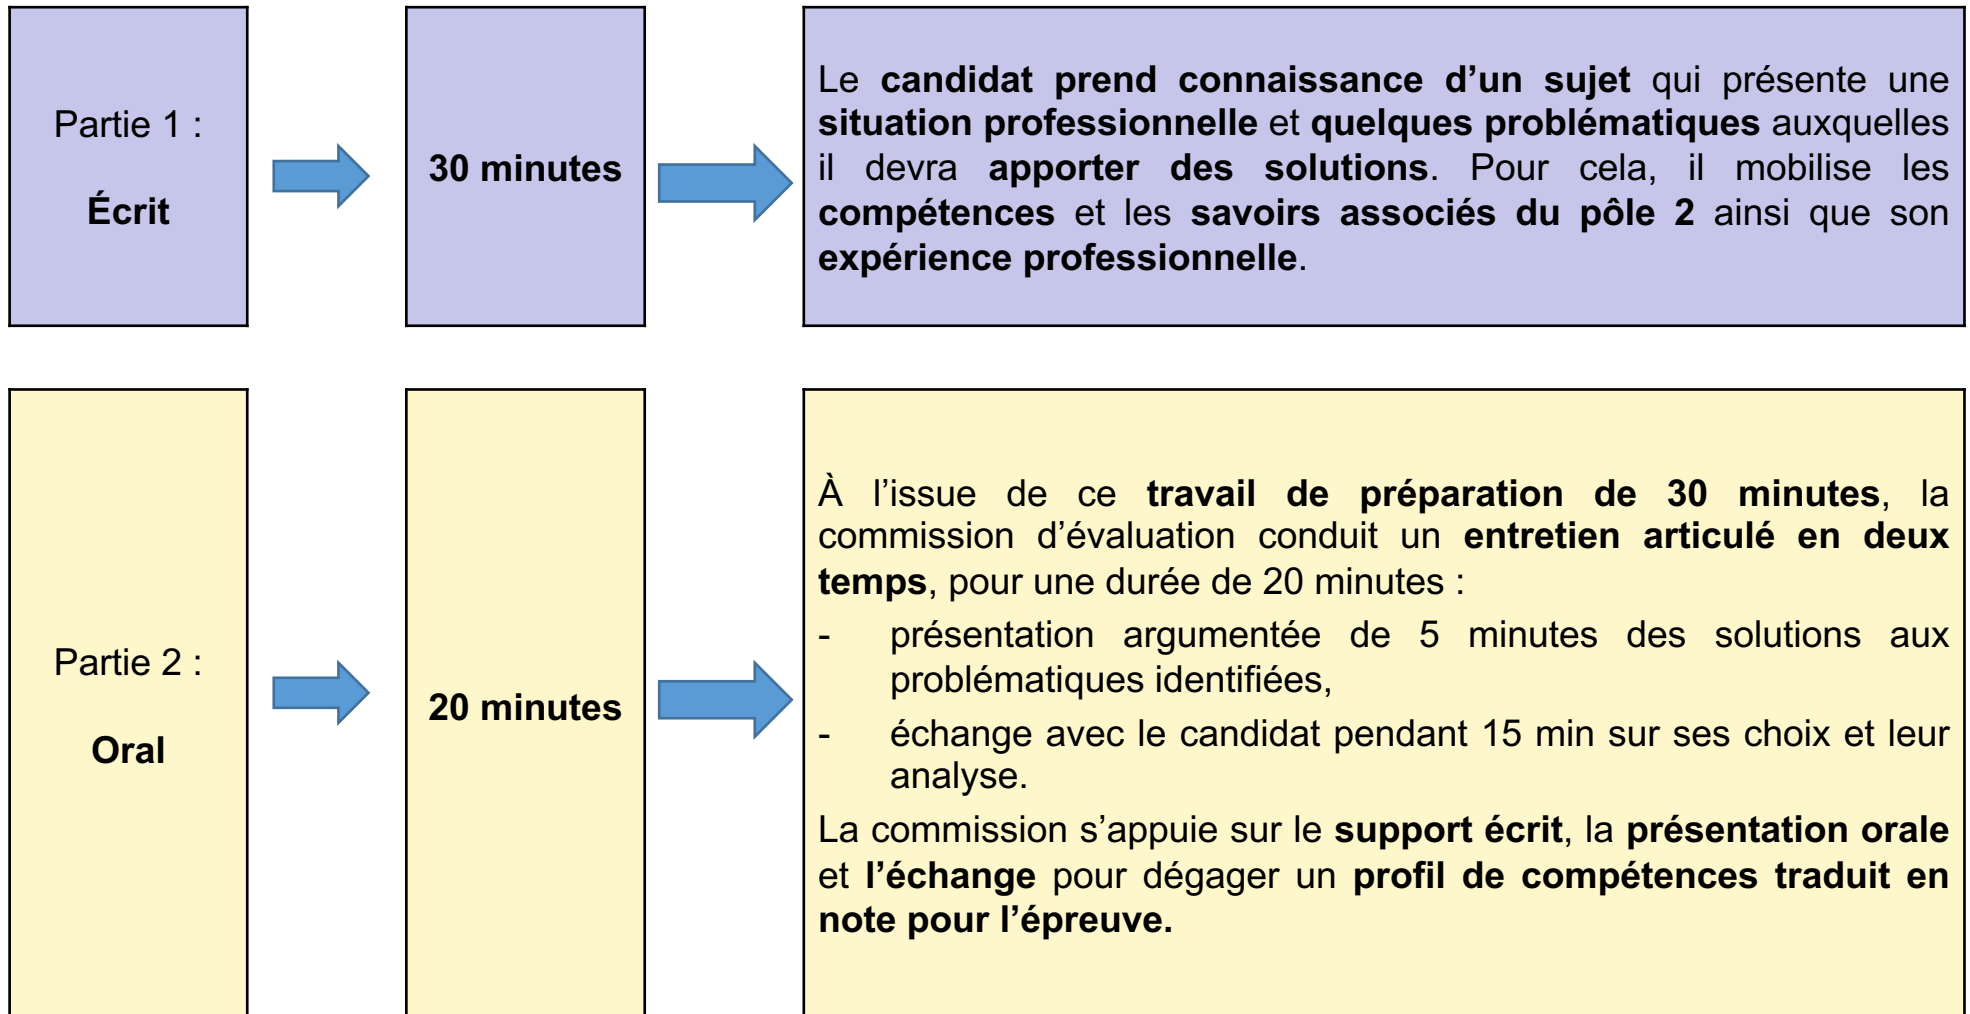 Partie 1 :
Écrit
30 minutes
Le candidat prend connaissance d’un sujet qui présente une
situation professionnelle et quelques problématiques auxquelles
il devra apporter des solutions. Pour cela, il mobilise les
compétences et les savoirs associés du pôle 2 ainsi que son
expérience professionnelle.
Partie 2 :
Oral
20 minutes
À l’issue de ce travail de préparation de 30 minutes, la
commission d’évaluation conduit un entretien articulé en deux
temps, pour une durée de 20 minutes :
- présentation argumentée de 5 minutes des solutions aux
problématiques identifiées,
- échange avec le candidat pendant 15 min sur ses choix et leur
analyse.
La commission s’appuie sur le support écrit, la présentation orale
et l’échange pour dégager un profil de compétences traduit en
note pour l’épreuve.